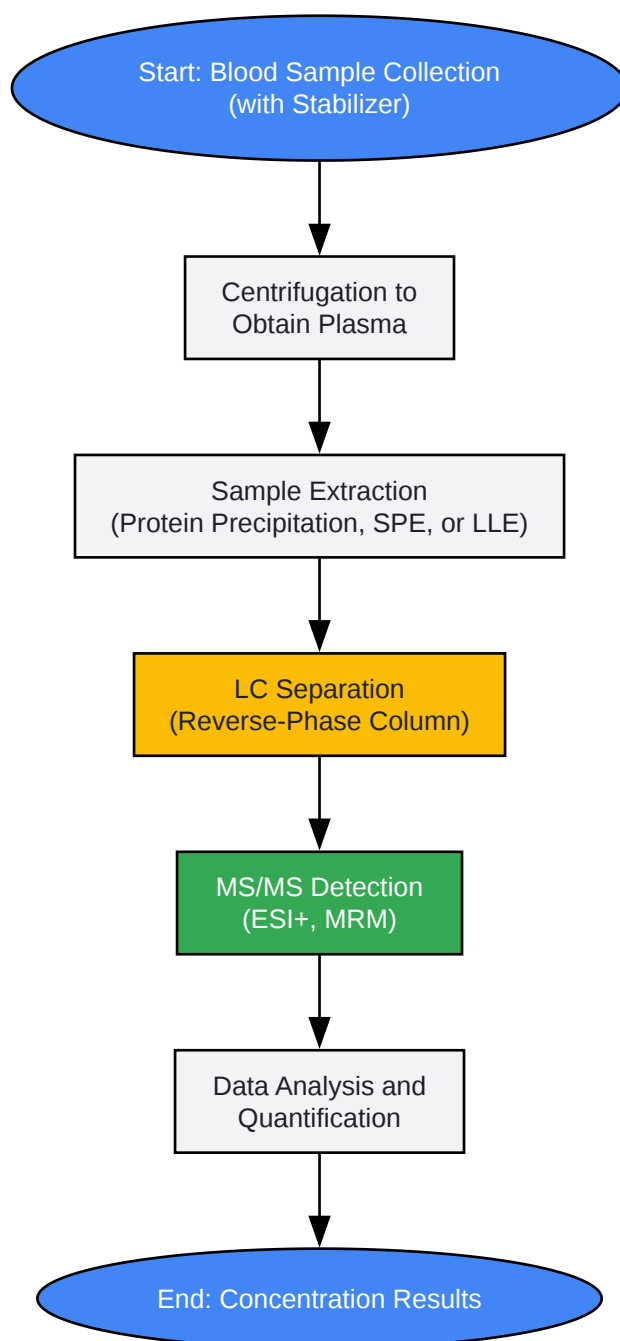 Start: Blood Sample Collection
(with Stabilizer)
Centrifugation to
Obtain Plasma
Sample Extraction
(Protein Precipitation, SPE, or LLE)
LC Separation
(Reverse-Phase Column)
MS/MS Detection
(ESI+, MRM)
Data Analysis and
Quantification
End: Concentration Results